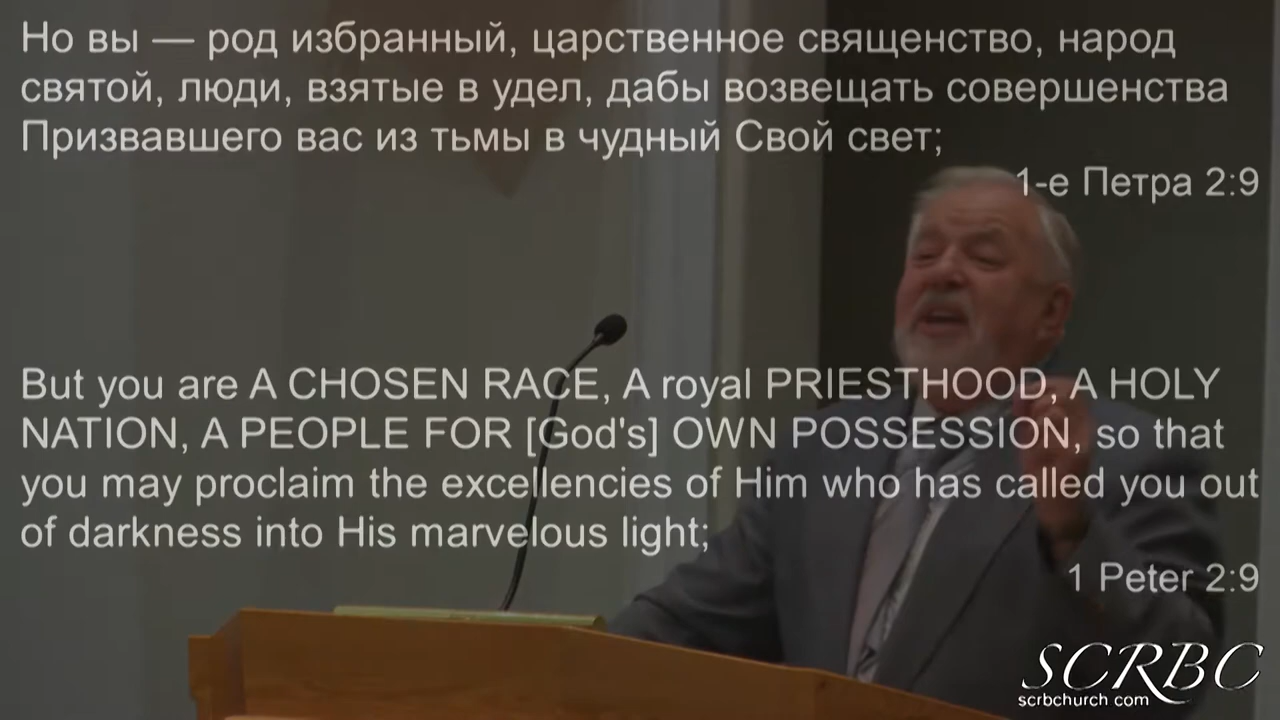 Но вы — род избранный, царственное священство, народ
святой, люди, взятые в удел, дабы возвещать совершенства
Призвавшего вас из тьмы в чудный Свой свет;
1-е Петра 2:9
But you are A CHOSEN RACE, A royal PRIESTHOOD, A HOLY
NATION, A PEOPLE FOR [God's] OWN POSSESSION, so that
you may proclaim the excellencies of Him who has called you out
of darkness into His marvelous light;
1 Peter 2:9
SCRBC
scrbchurch com